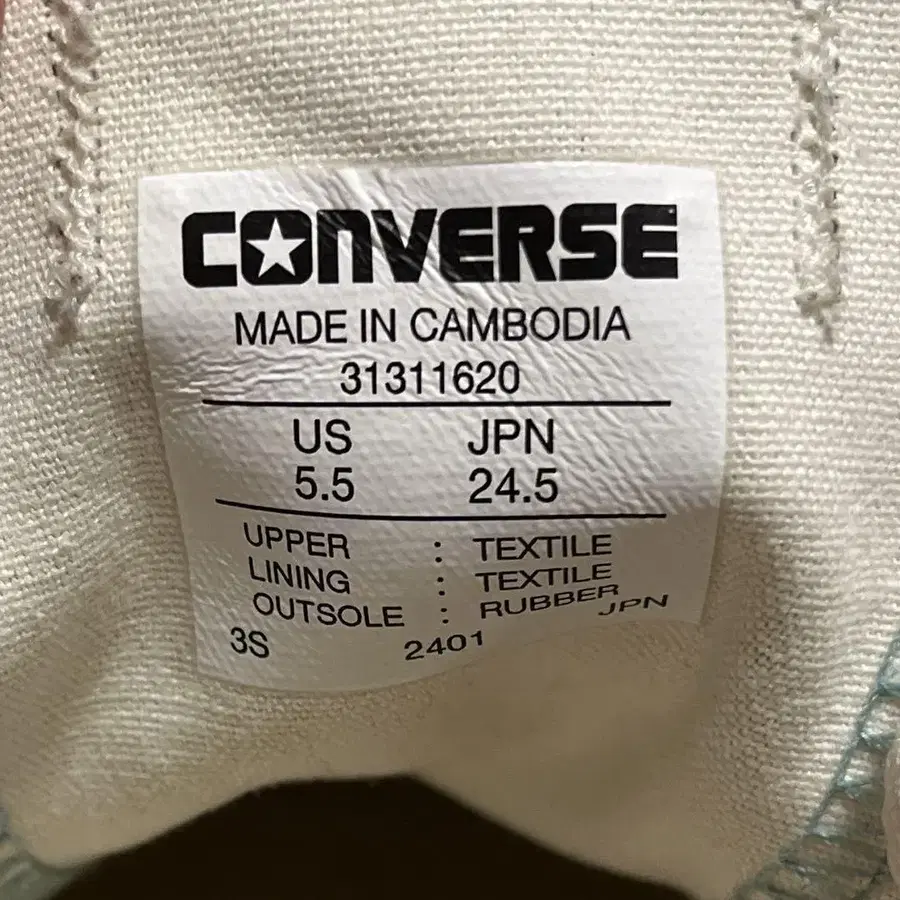 CONVERSE
MADE IN CAMBODIA
31311620
US JPN
5.5 24.5
UPPER : TEXTILE
LINING : TEXTILE
OUTSOLE : RUBBER
JPN
3S 2401